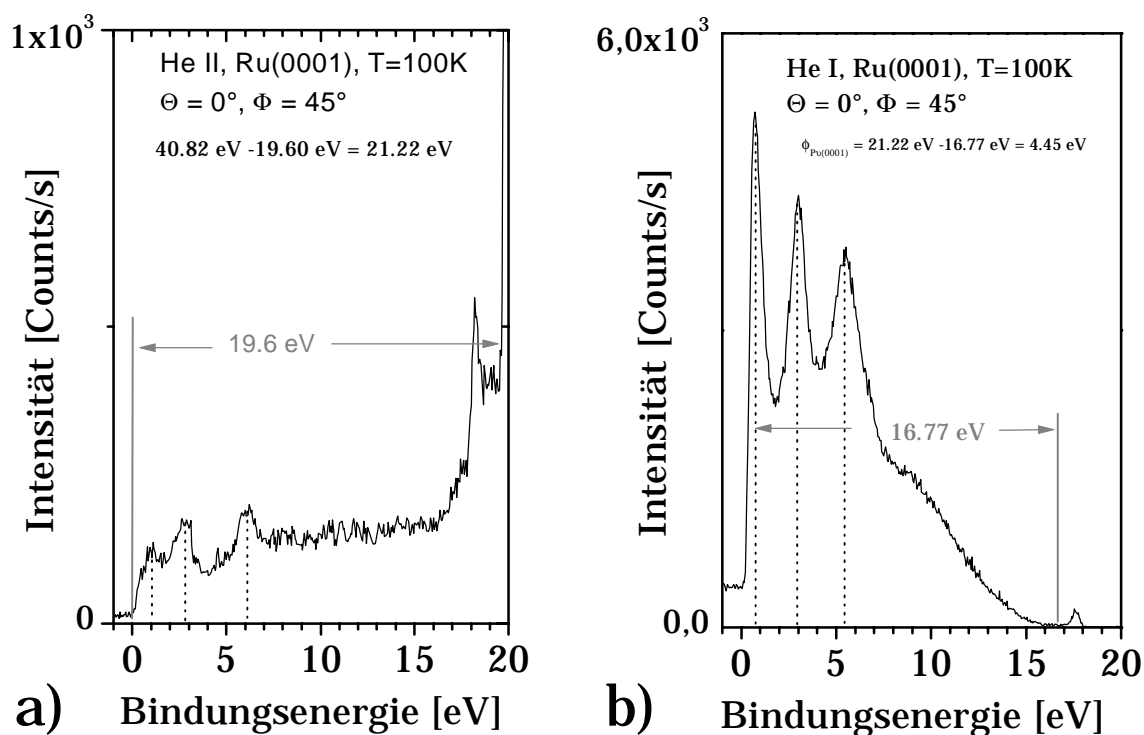 1x10³
Intensität [Counts/s]
0
He II, Ru(0001), T=100K
Θ = 0°, Φ = 45°
40.82 eV -19.60 eV = 21.22 eV
19.6 eV
0 5 10 15 20
a) Bindungsenergie [eV]
6,0x10³
Intensität [Counts/s]
0,0
He I, Ru(0001), T=100K
Θ = 0°, Φ = 45°
ϕPu(0001) = 21.22 eV -16.77 eV = 4.45 eV
16.77 eV
0 5 10 15 20
b) Bindungsenergie [eV]